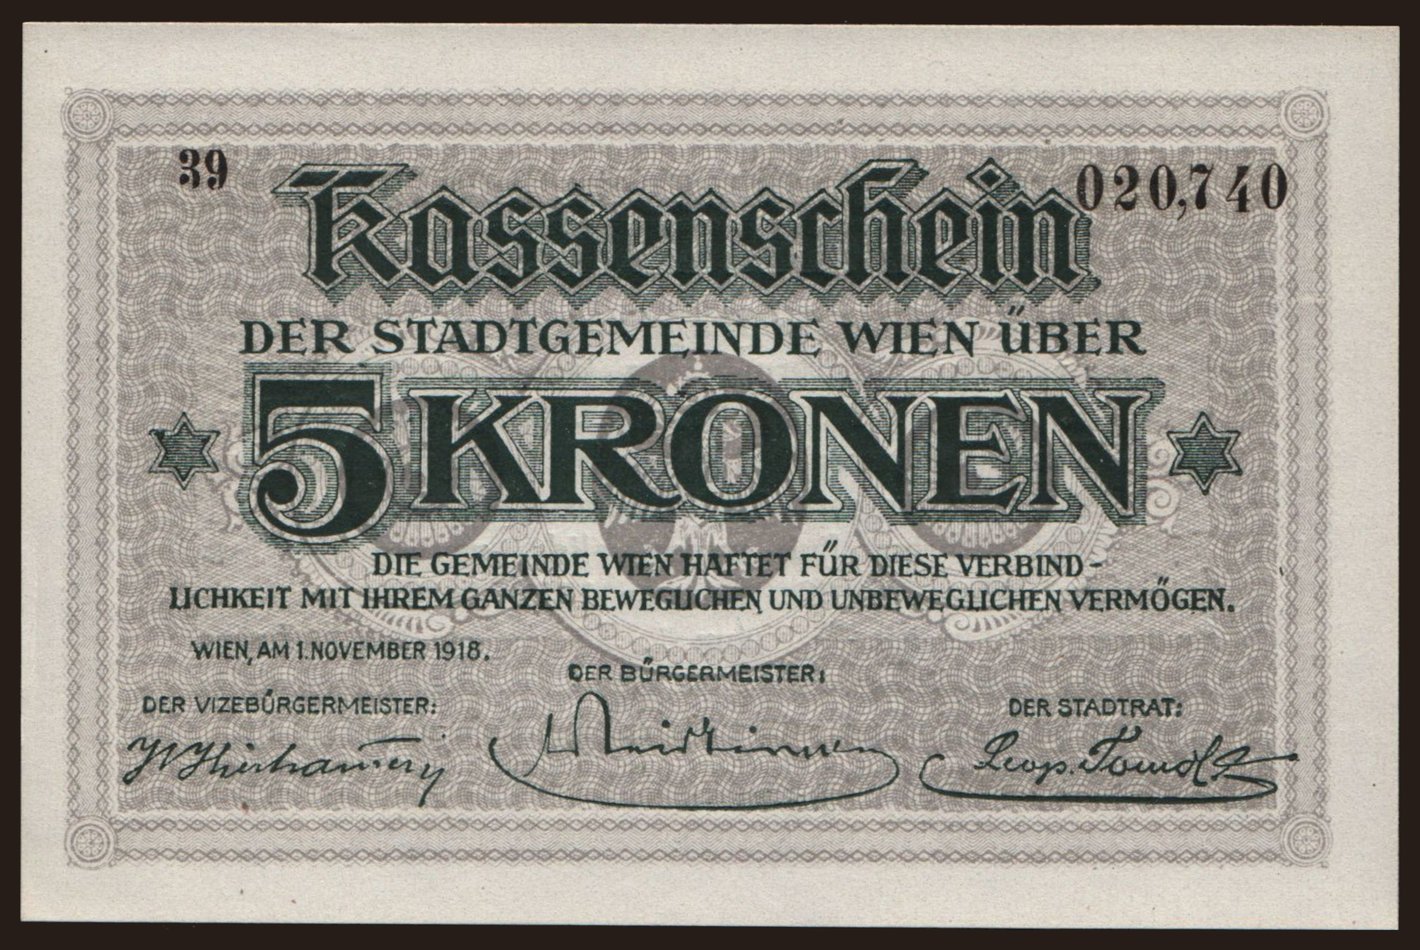 39
020,740
Kassenschein
DER STADTGEMEINDE WIEN ÜBER
5 KRONEN
DIE GEMEINDE WIEN HAFTET FÜR DIESE VERBIND-
LICHKEIT MIT IHREM GANZEN BEWEGLICHEN UND UNBEWEGLICHEN VERMÖGEN.
WIEN, AM 1. NOVEMBER 1918.
DER BÜRGERMEISTER:
DER VIZEBÜRGERMEISTER:
DER STADTRAT:
Leop.